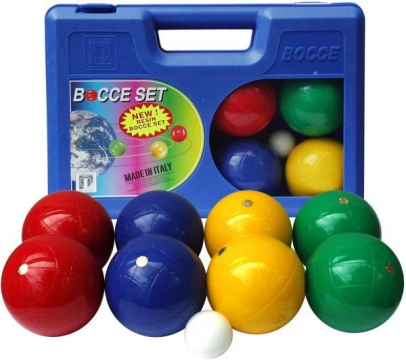 BOCCE
BOCCE SET
NEW!
RESIN
BOCCE SET
MADE IN ITALY